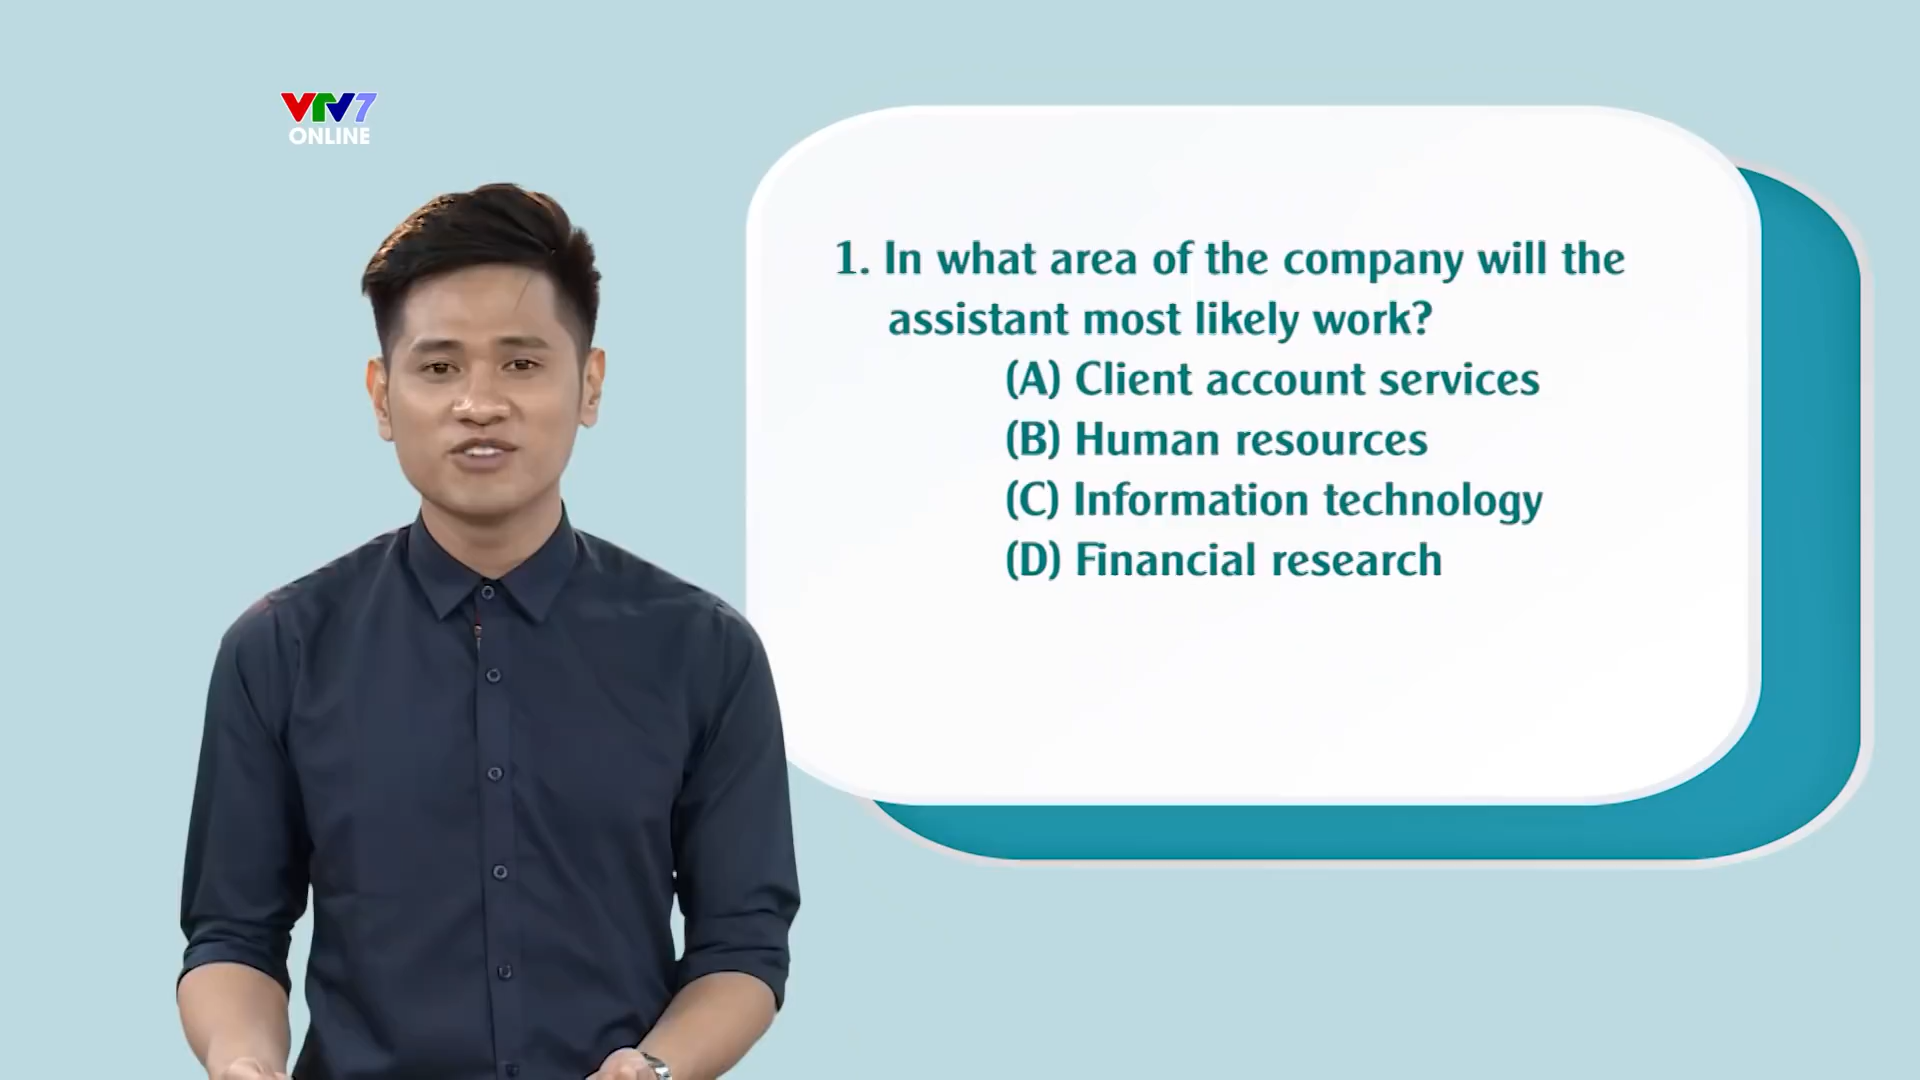 VTV7
ONLINE
1. In what area of the company will the
assistant most likely work?
(A) Client account services
(B) Human resources
(C) Information technology
(D) Financial research